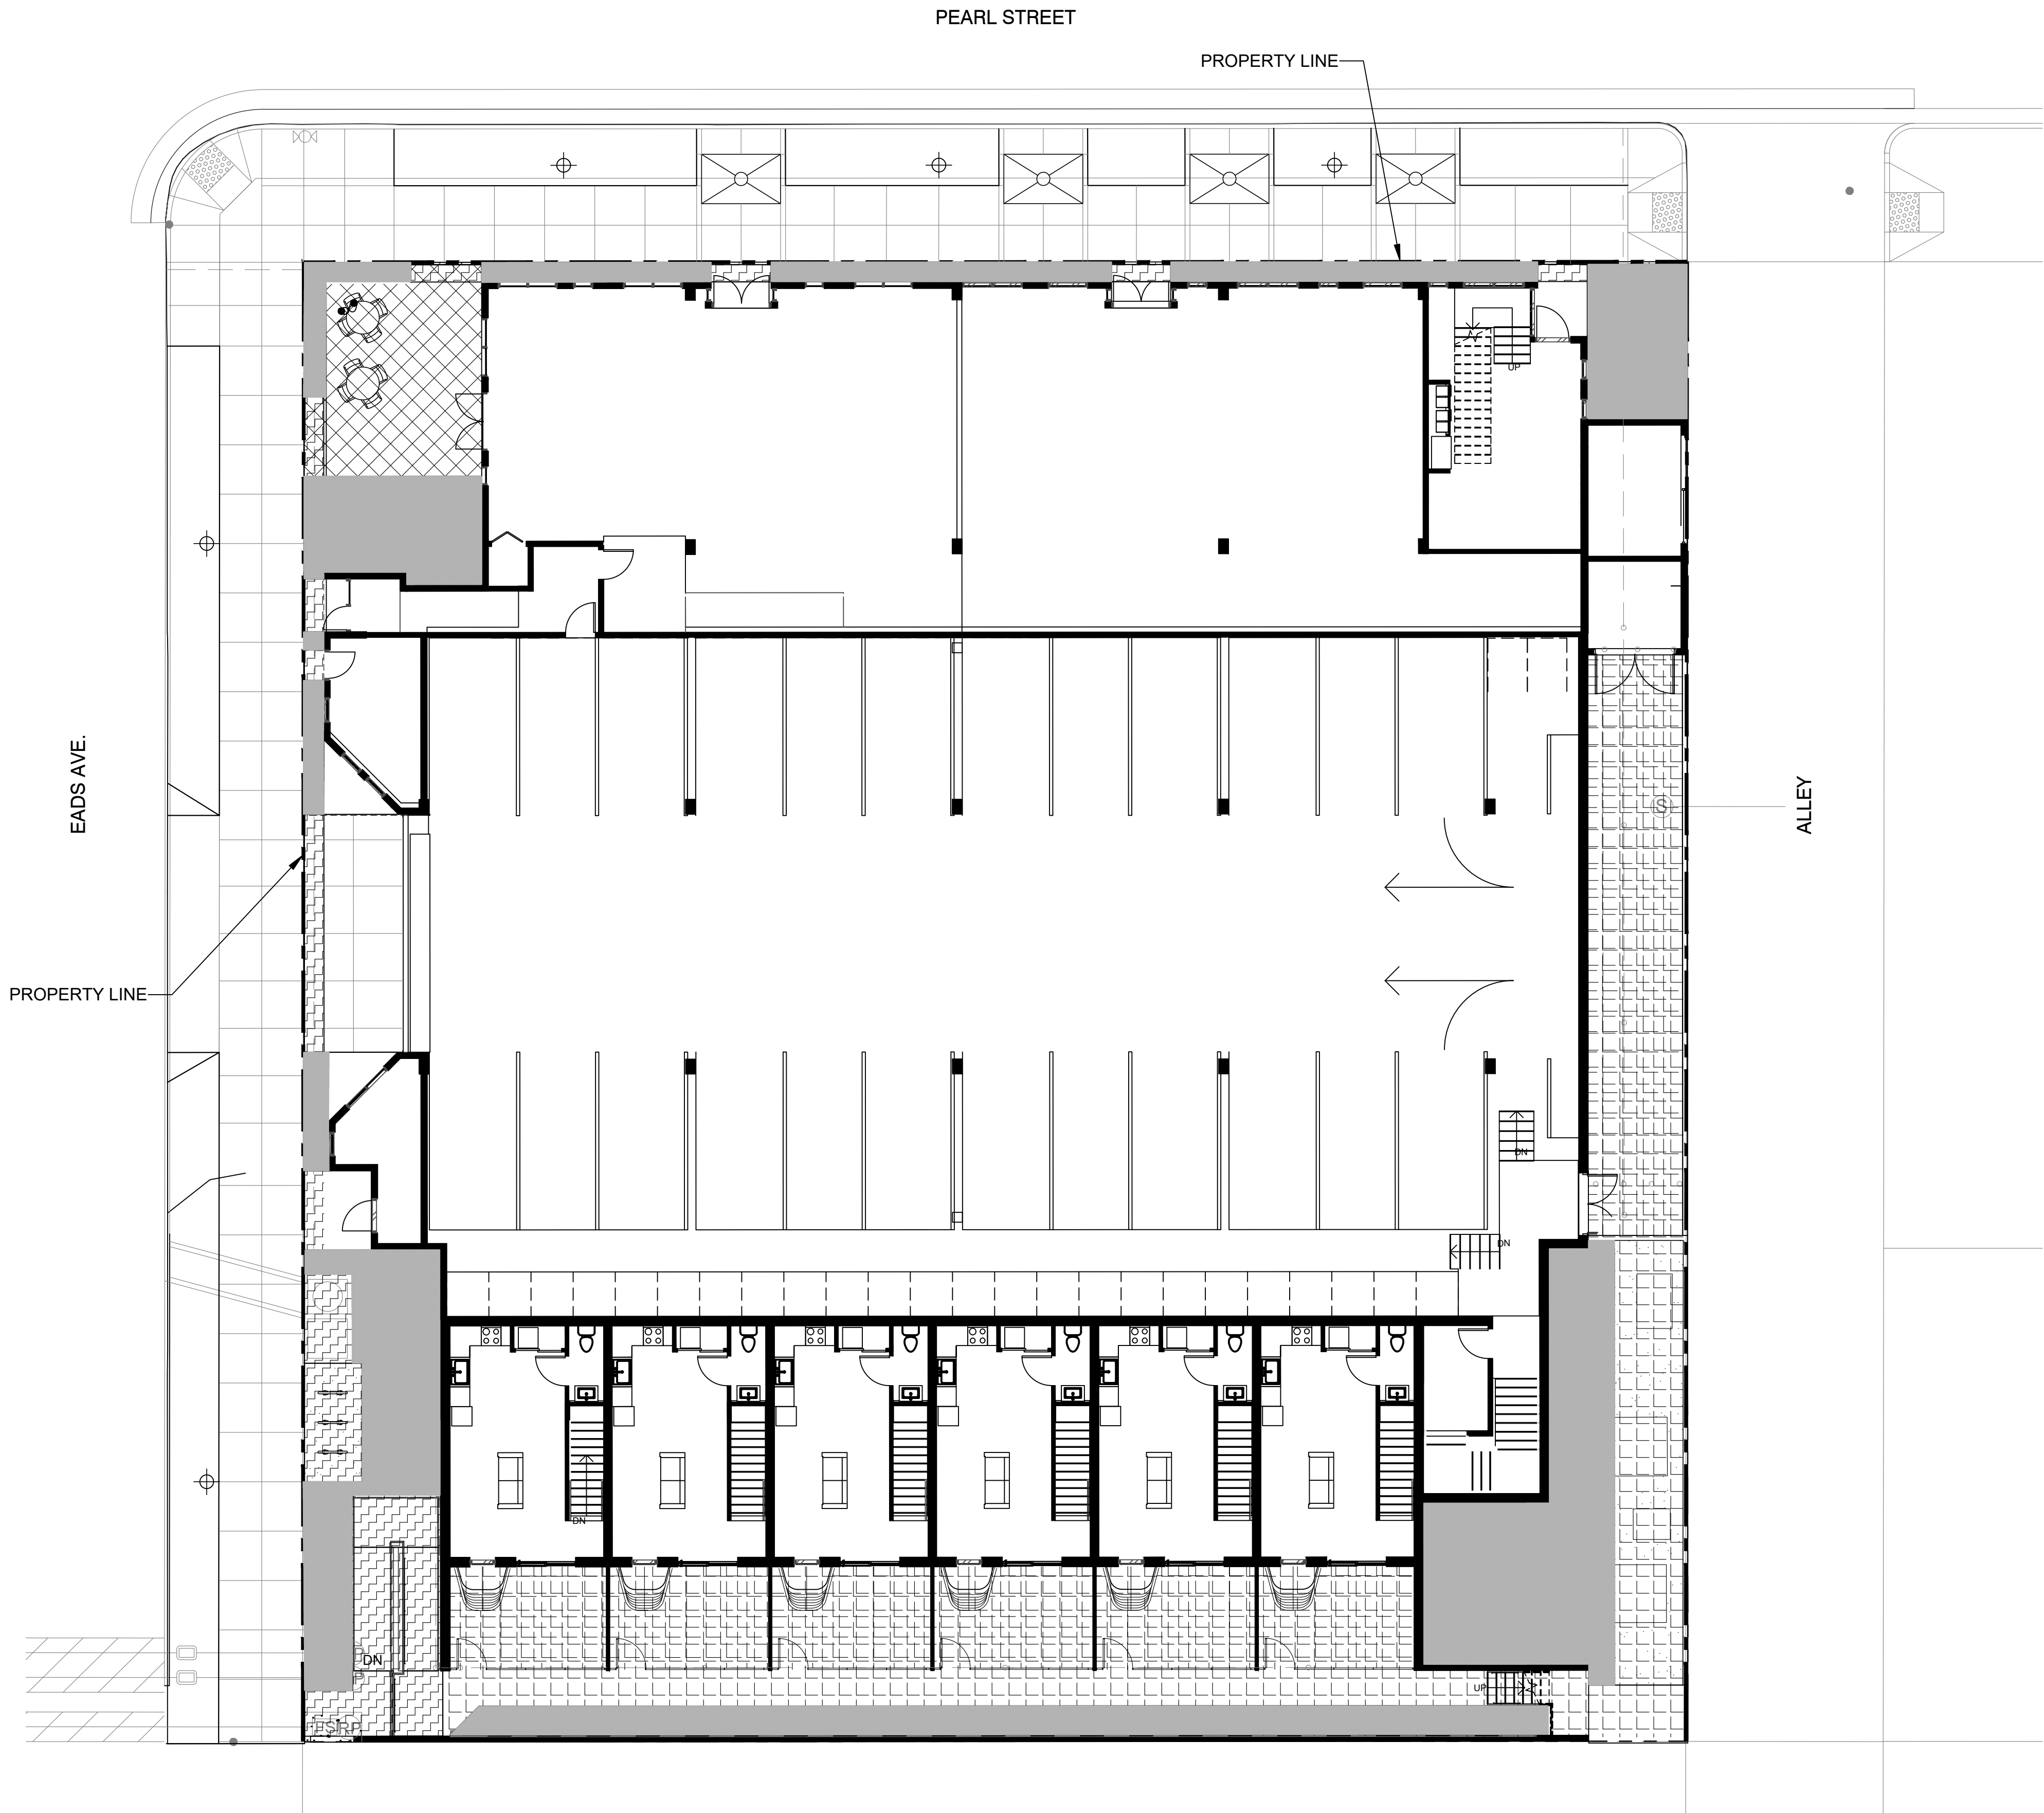 PEARL STREET
PROPERTY LINE
UP
EADS AVE.
ALLEY
S
PROPERTY LINE
DN
DN
DN
DN
UP